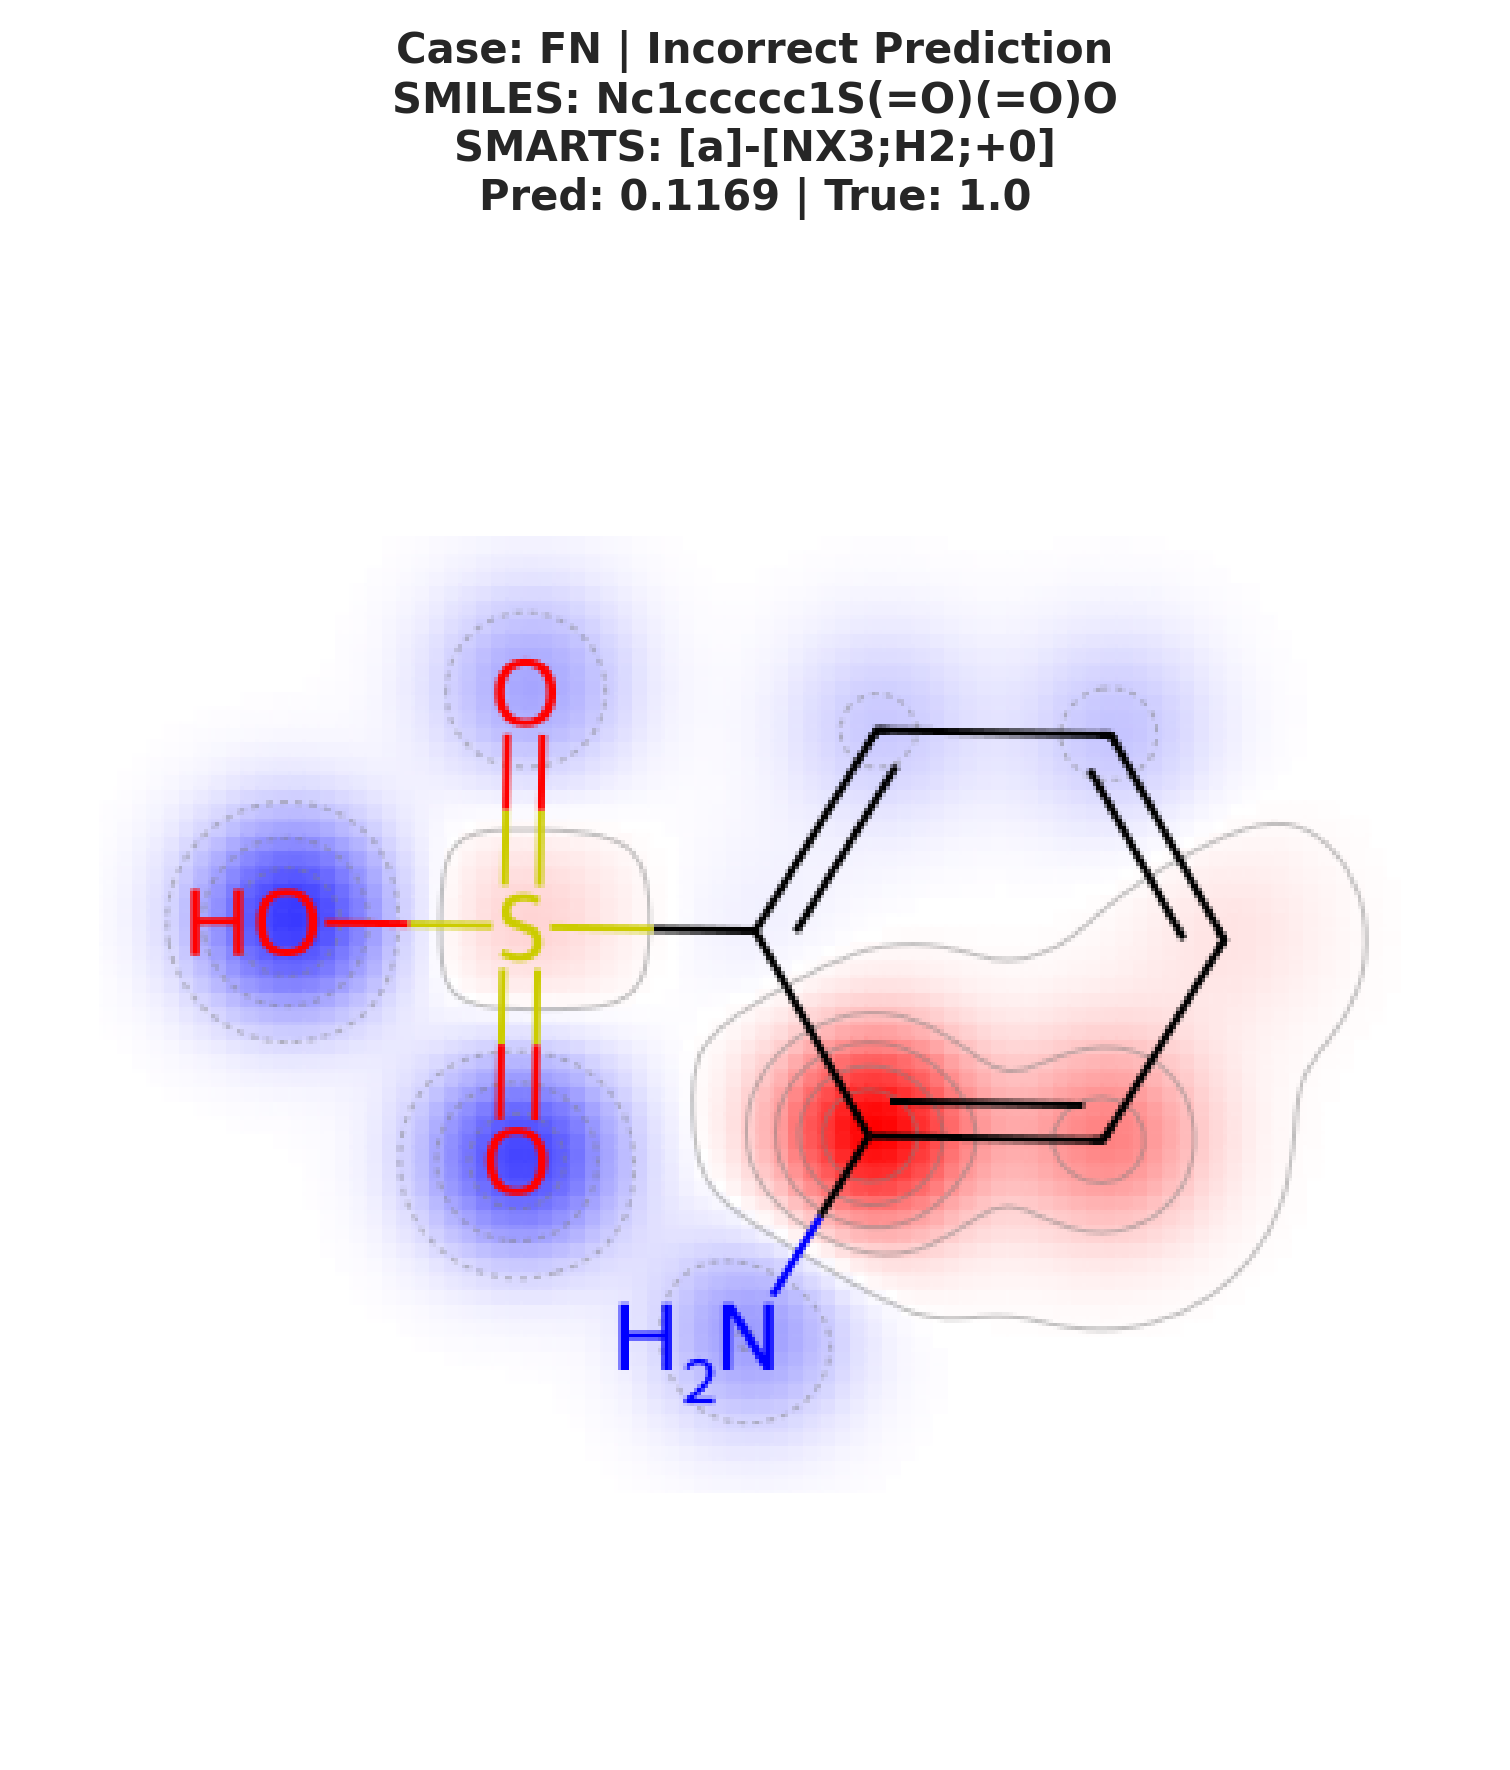 Case: FN | Incorrect Prediction
SMILES: Nc1ccccc1S(=O)(=O)O
SMARTS: [a]-[NX3;H2;+0]
Pred: 0.1169 | True: 1.0
O
HO S
O
H2N